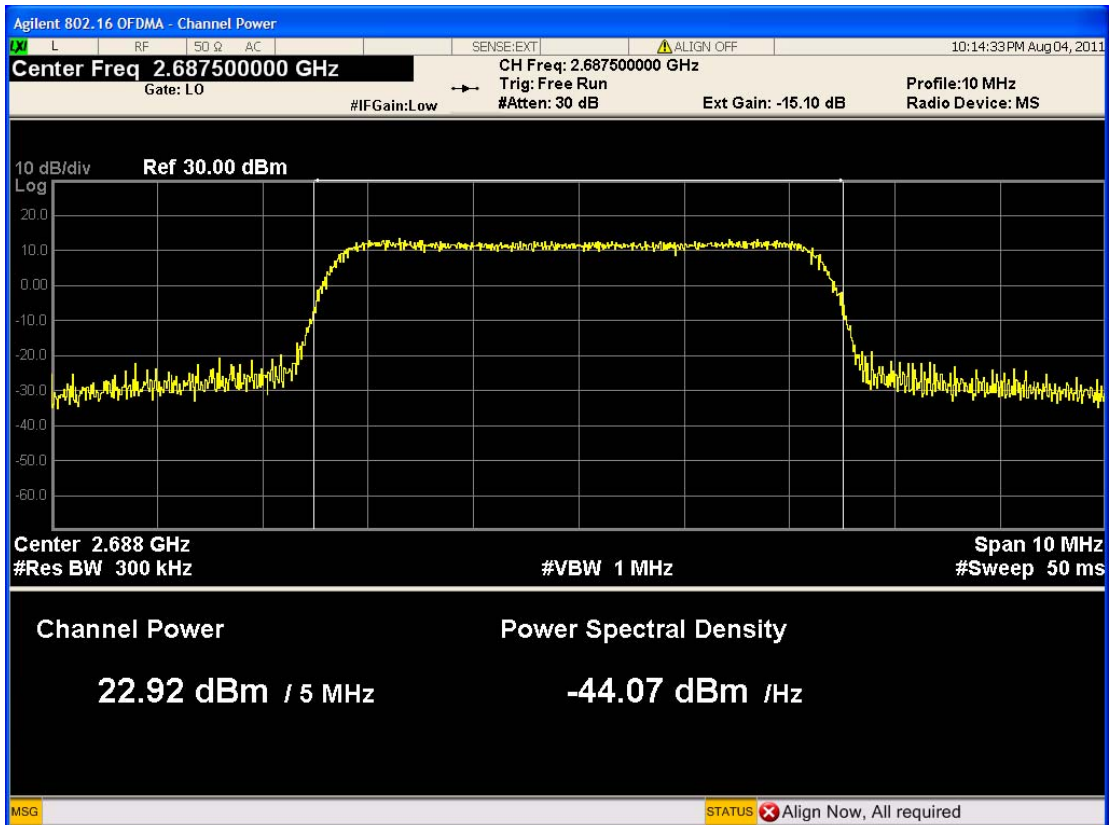 Agilent 802.16 OFDMA - Channel Power
LXI L RF 50 Ω AC SENSE:EXT ALIGN OFF 10:14:33 PM Aug 04, 2011
Center Freq 2.687500000 GHz
Gate: LO
#IFGain:Low
CH Freq: 2.687500000 GHz
Trig: Free Run
#Atten: 30 dB
Ext Gain: -15.10 dB
Profile:10 MHz
Radio Device: MS
10 dB/div Ref 30.00 dBm
Log
20.0
10.0
0.00
-10.0
-20.0
-30.0
-40.0
-50.0
-60.0
Center 2.688 GHz Span 10 MHz
#Res BW 300 kHz #VBW 1 MHz #Sweep 50 ms
Channel Power Power Spectral Density
22.92 dBm / 5 MHz -44.07 dBm /Hz
MSG STATUS Align Now, All required